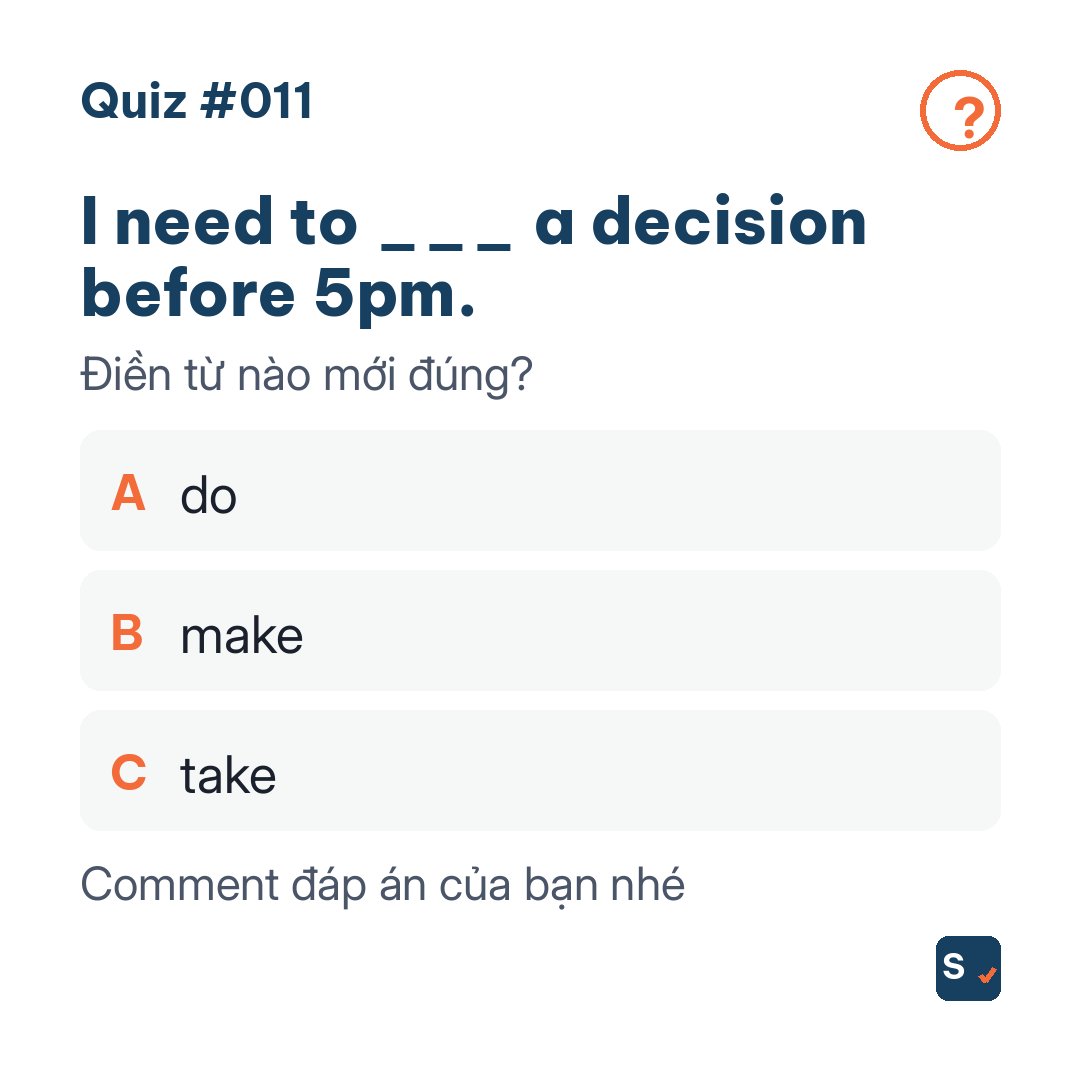 Quiz #011
?
I need to _ _ _ a decision
before 5pm.
Điền từ nào mới đúng?
A do
B make
C take
Comment đáp án của bạn nhé
S